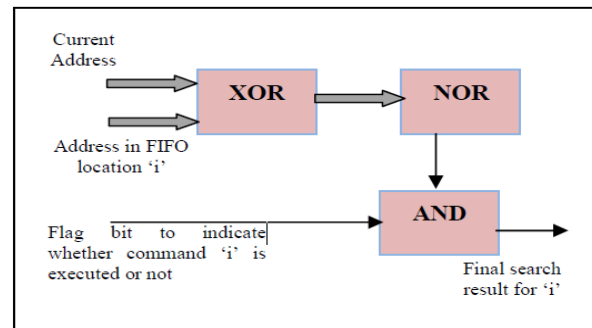 Current
Address
XOR
NOR
Address in FIFO
location ‘i’
AND
Flag bit to indicate
whether command ‘i’ is
executed or not
Final search
result for ‘i’